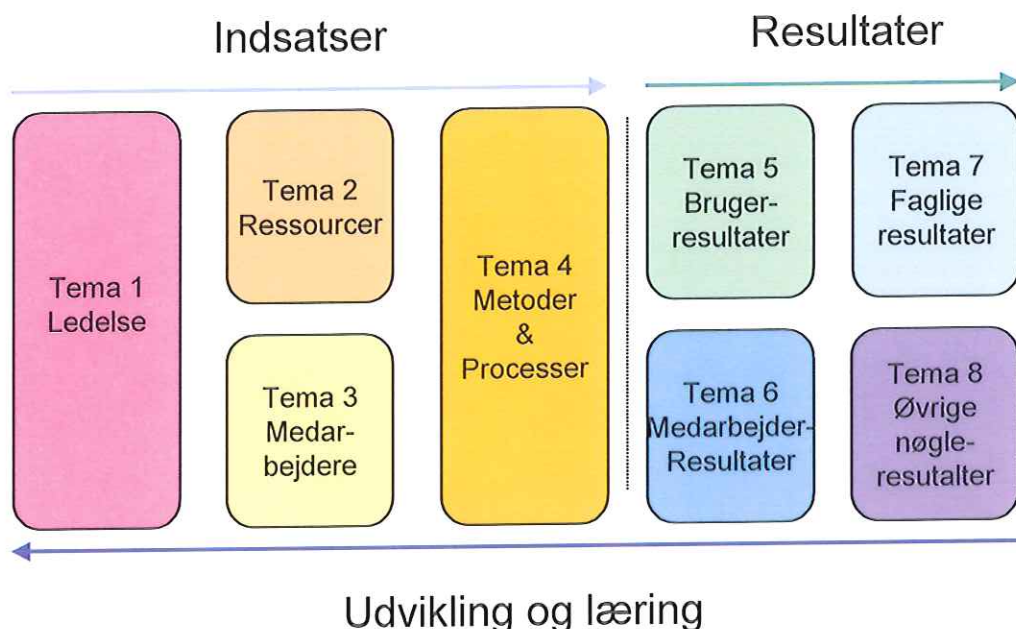 Indsatser
Resultater
Tema 1
Ledelse
Tema 2
Ressourcer
Tema 3
Medar-
bejdere
Tema 4
Metoder
&
Processer
Tema 5
Bruger-
resultater
Tema 6
Medarbejder-
Resultater
Tema 7
Faglige
resultater
Tema 8
Øvrige
nøgle-
resutalter
Udvikling og læring